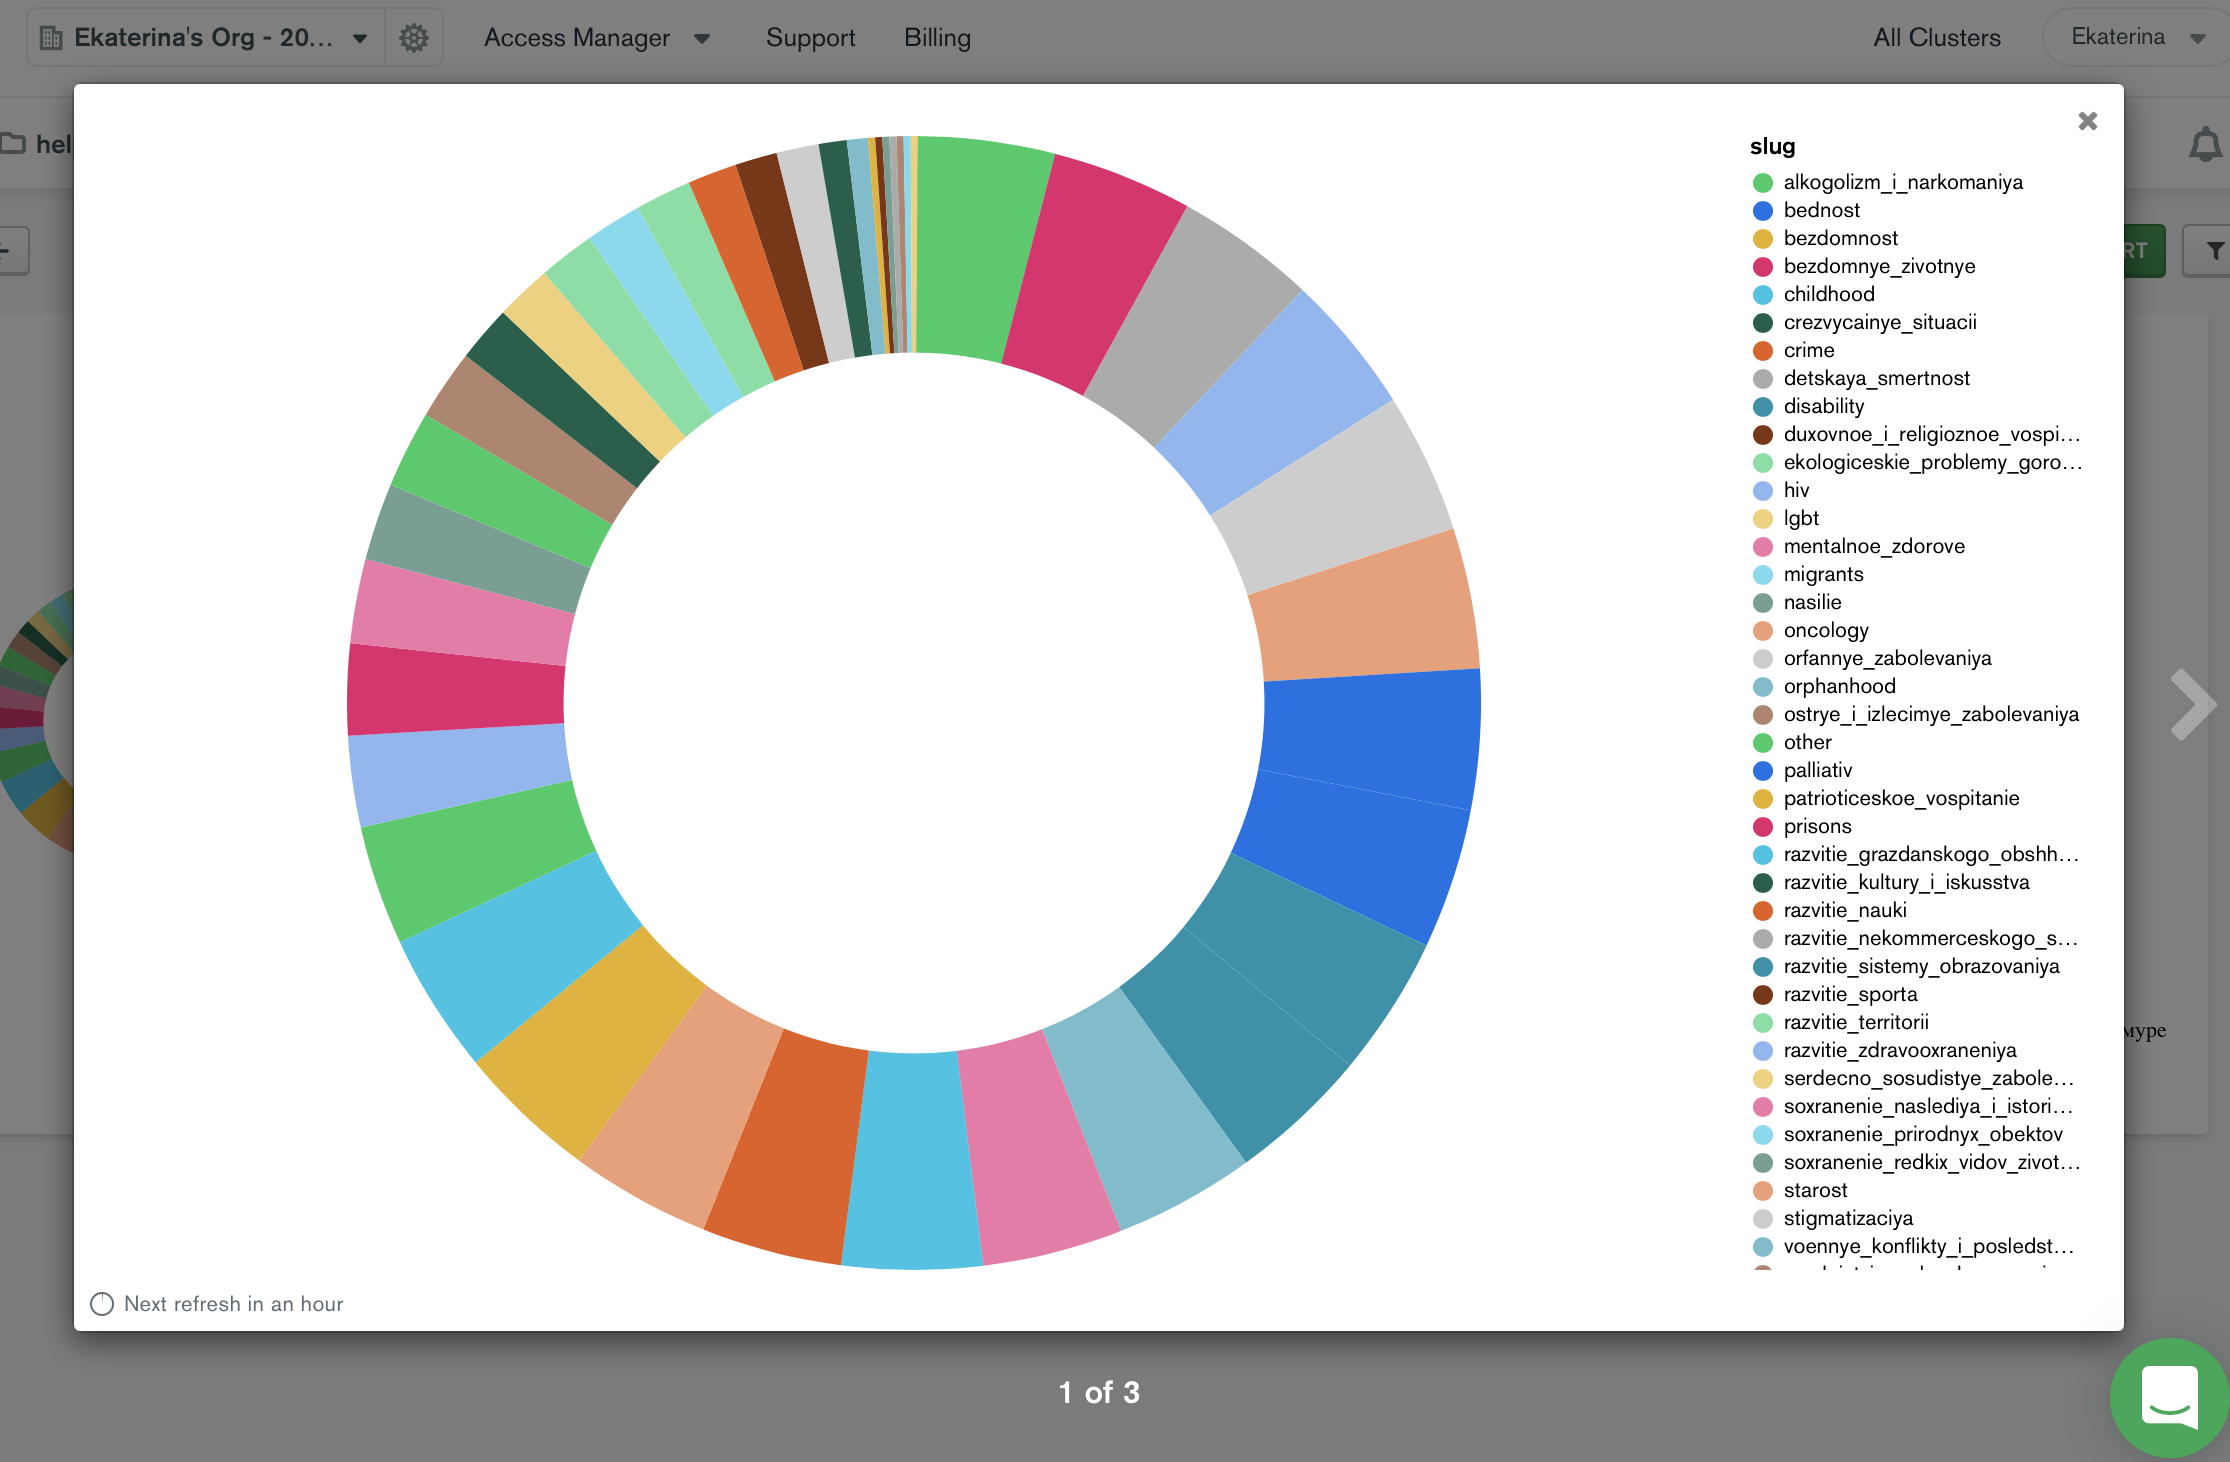 Ekaterina's Org - 20...
Access Manager
Support
Billing
All Clusters
Ekaterina
slug
alkogolizm_i_narkomaniya
bednost
bezdomnost
bezdomnye_zivotnye
childhood
crezvycainye_situacii
crime
detskaya_smertnost
disability
duxovnoe_i_religioznoe_vospi...
ekologiceskie_problemy_goro...
hiv
lgbt
mentalnoe_zdorove
migrants
nasilie
oncology
orfannye_zabolevaniya
orphanhood
ostrye_i_izlecimye_zabolevaniya
other
palliativ
patrioticeskoe_vospitanie
prisons
razvitie_grazdanskogo_obshh...
razvitie_kultury_i_iskusstva
razvitie_nauki
razvitie_nekommerceskogo_s...
razvitie_sistemy_obrazovaniya
razvitie_sporta
razvitie_territorii
razvitie_zdravooxraneniya
serdecno_sosudistye_zabole...
soxranenie_naslediya_i_istori...
soxranenie_prirodnyx_obektov
soxranenie_redkix_vidov_zivot...
starost
stigmatizaciya
voennye_konflikty_i_posledst...
Next refresh in an hour
1 of 3